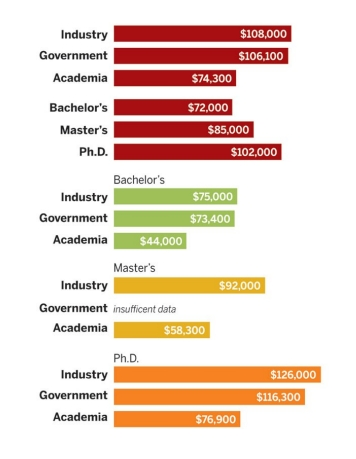 Industry $108,000
Government $106,100
Academia $74,300
Bachelor's $72,000
Master's $85,000
Ph.D. $102,000
Bachelor's
Industry $75,000
Government $73,400
Academia $44,000
Master's
Industry $92,000
Government insufficent data
Academia $58,300
Ph.D.
Industry $126,000
Government $116,300
Academia $76,900